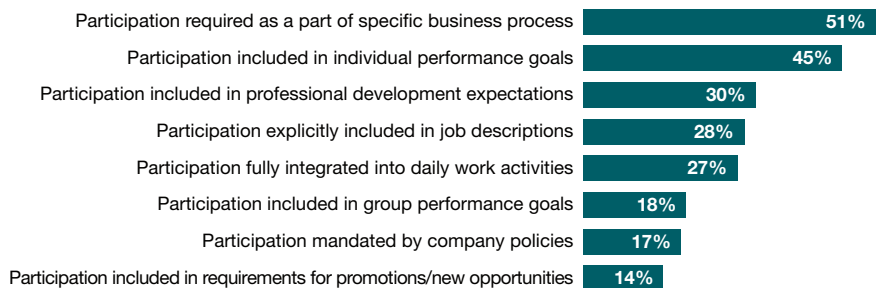 Participation required as a part of specific business process 51%
Participation included in individual performance goals 45%
Participation included in professional development expectations 30%
Participation explicitly included in job descriptions 28%
Participation fully integrated into daily work activities 27%
Participation included in group performance goals 18%
Participation mandated by company policies 17%
Participation included in requirements for promotions/new opportunities 14%